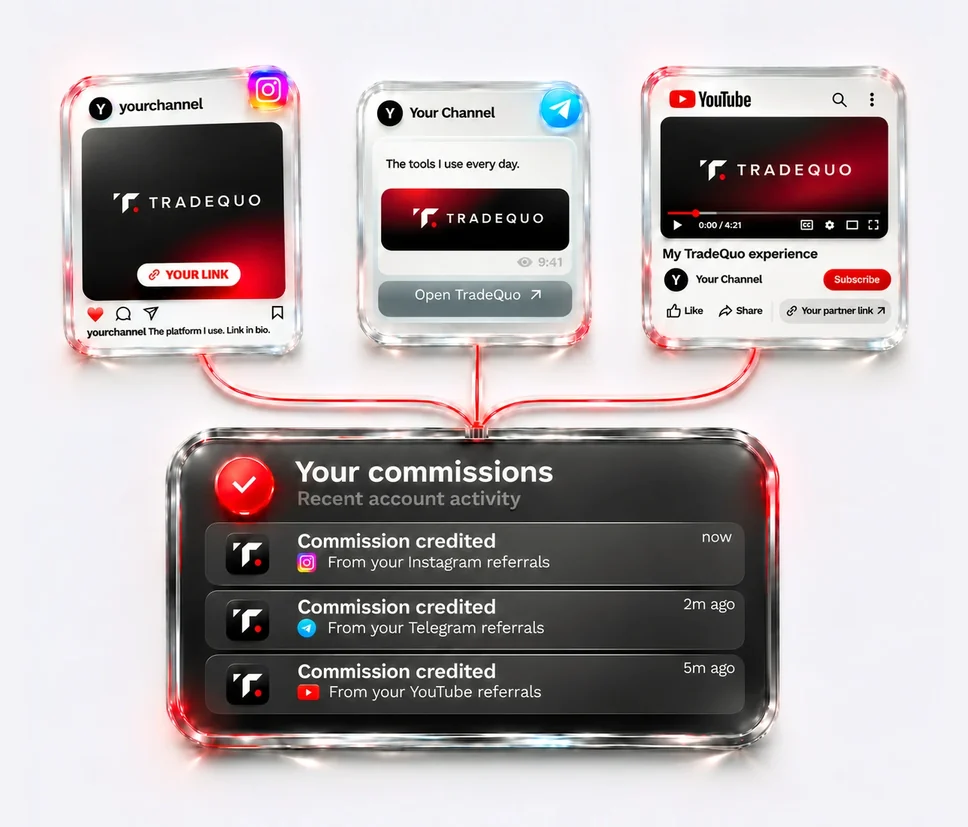 Y yourchannel
TRADEQUO
YOUR LINK
yourchannel The platform I use. Link in bio.
Y Your Channel
The tools I use every day.
TRADEQUO
9:41
Open TradeQuo
YouTube
TRADEQUO
0:00 / 4:21
CC
My TradeQuo experience
Y Your Channel
Subscribe
Like
Share
Your partner link
Your commissions
Recent account activity
Commission credited
now
From your Instagram referrals
Commission credited
2m ago
From your Telegram referrals
Commission credited
5m ago
From your YouTube referrals